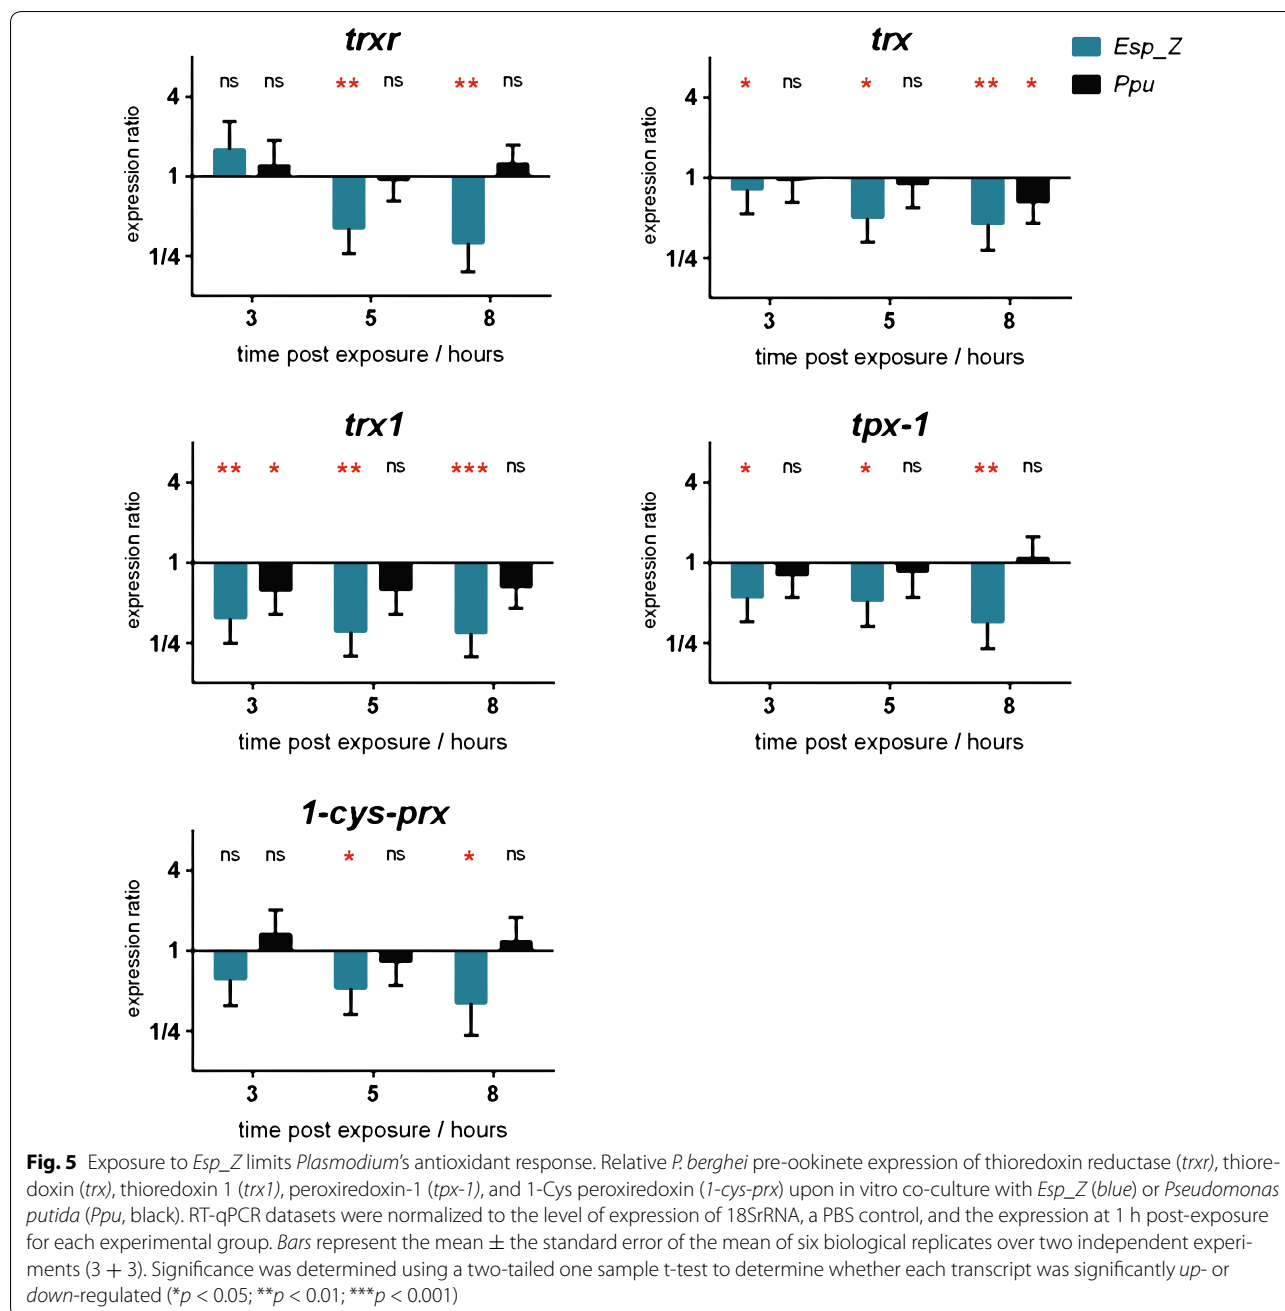 trxr
ns ns ** ns ** ns
4
1
1/4
expression ratio
3 5 8
time post exposure / hours
trx
* ns * ns ** *
4
1
1/4
expression ratio
3 5 8
time post exposure / hours
Esp_Z
Ppu
trx1
** * ** ns *** ns
4
1
1/4
expression ratio
3 5 8
time post exposure / hours
tpx-1
* ns * ns ** ns
4
1
1/4
expression ratio
3 5 8
time post exposure / hours
1-cys-prx
ns ns * ns * ns
4
1
1/4
expression ratio
3 5 8
time post exposure / hours
Fig. 5 Exposure to Esp_Z limits Plasmodium's antioxidant response. Relative P. berghei pre-ookinete expression of thioredoxin reductase (trxr), thiore-
doxin (trx), thioredoxin 1 (trx1), peroxiredoxin-1 (tpx-1), and 1-Cys peroxiredoxin (1-cys-prx) upon in vitro co-culture with Esp_Z (blue) or Pseudomonas
putida (Ppu, black). RT-qPCR datasets were normalized to the level of expression of 18SrRNA, a PBS control, and the expression at 1 h post-exposure
for each experimental group. Bars represent the mean ± the standard error of the mean of six biological replicates over two independent experi-
ments (3 + 3). Significance was determined using a two-tailed one sample t-test to determine whether each transcript was significantly up- or
down-regulated (*p < 0.05; **p < 0.01; ***p < 0.001)